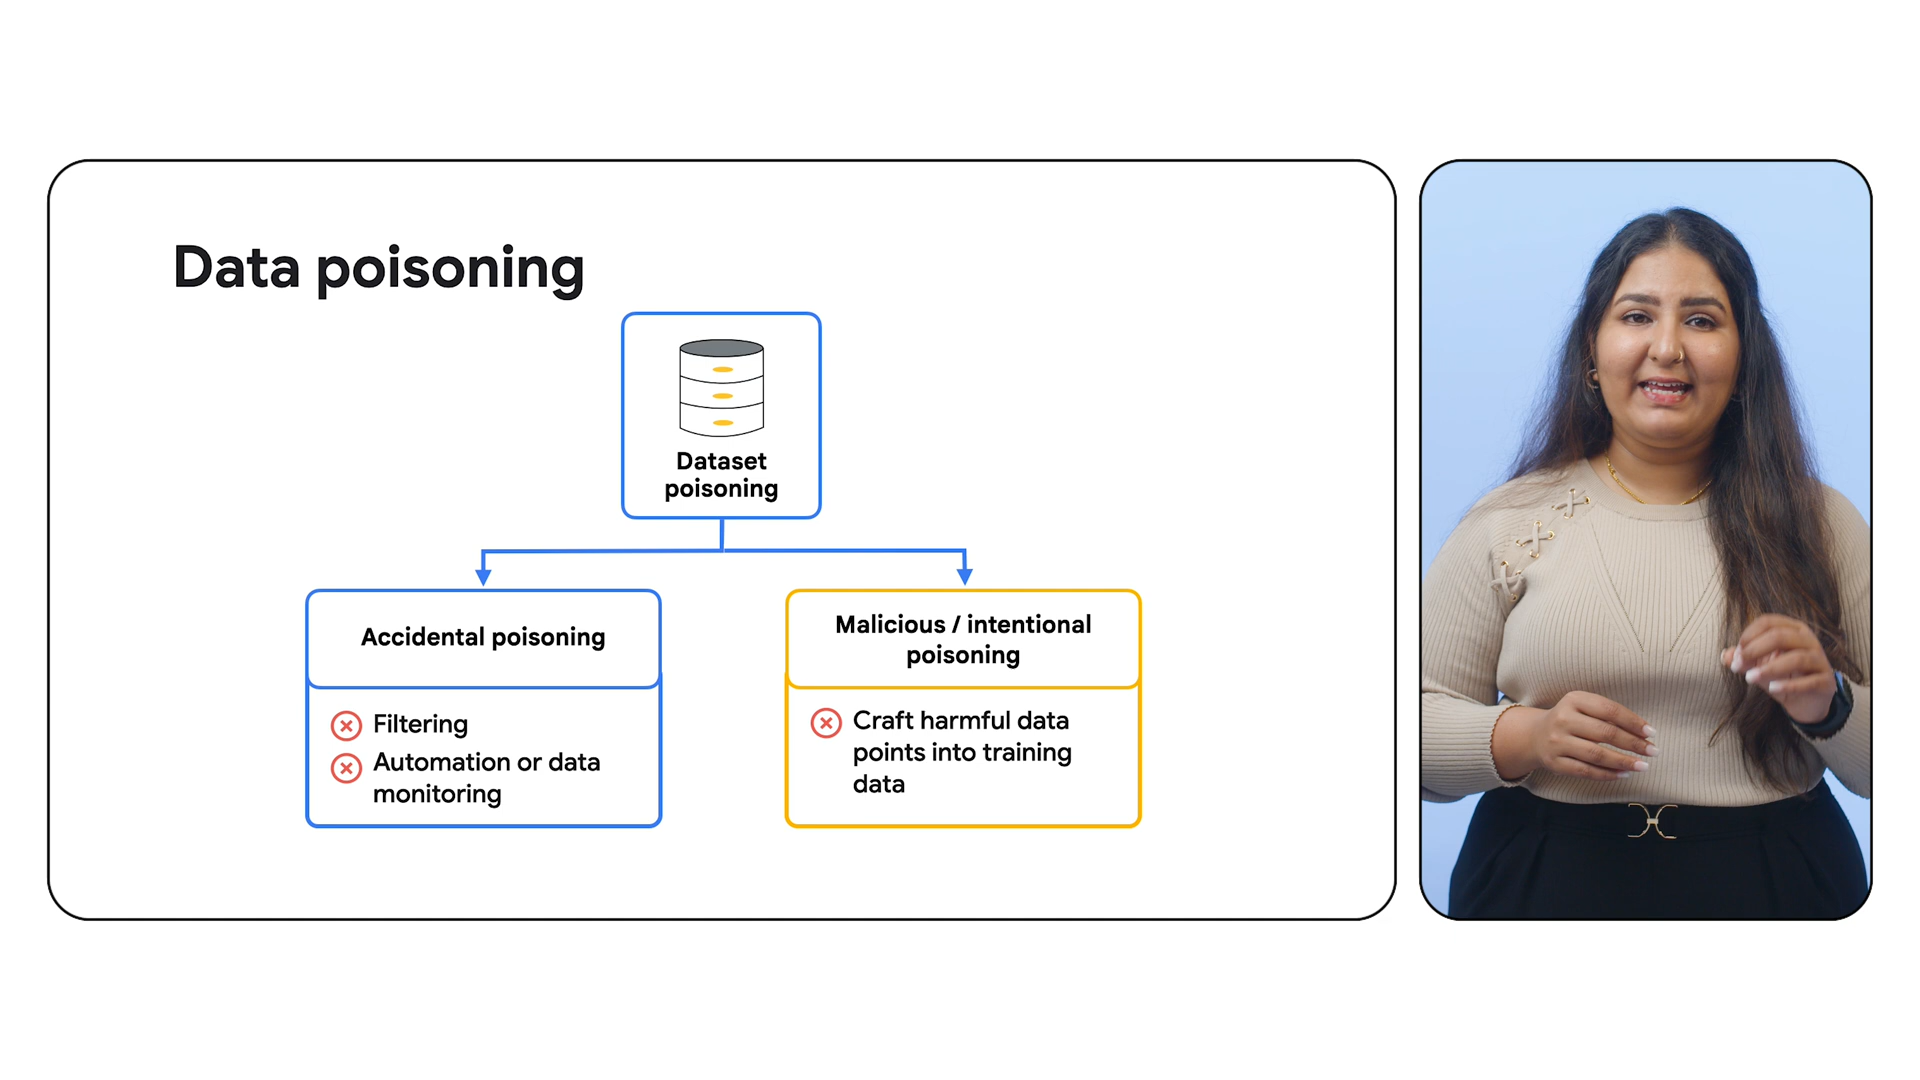 Data poisoning
Dataset
poisoning
Accidental poisoning
Filtering
Automation or data
monitoring
Malicious / intentional
poisoning
Craft harmful data
points into training
data